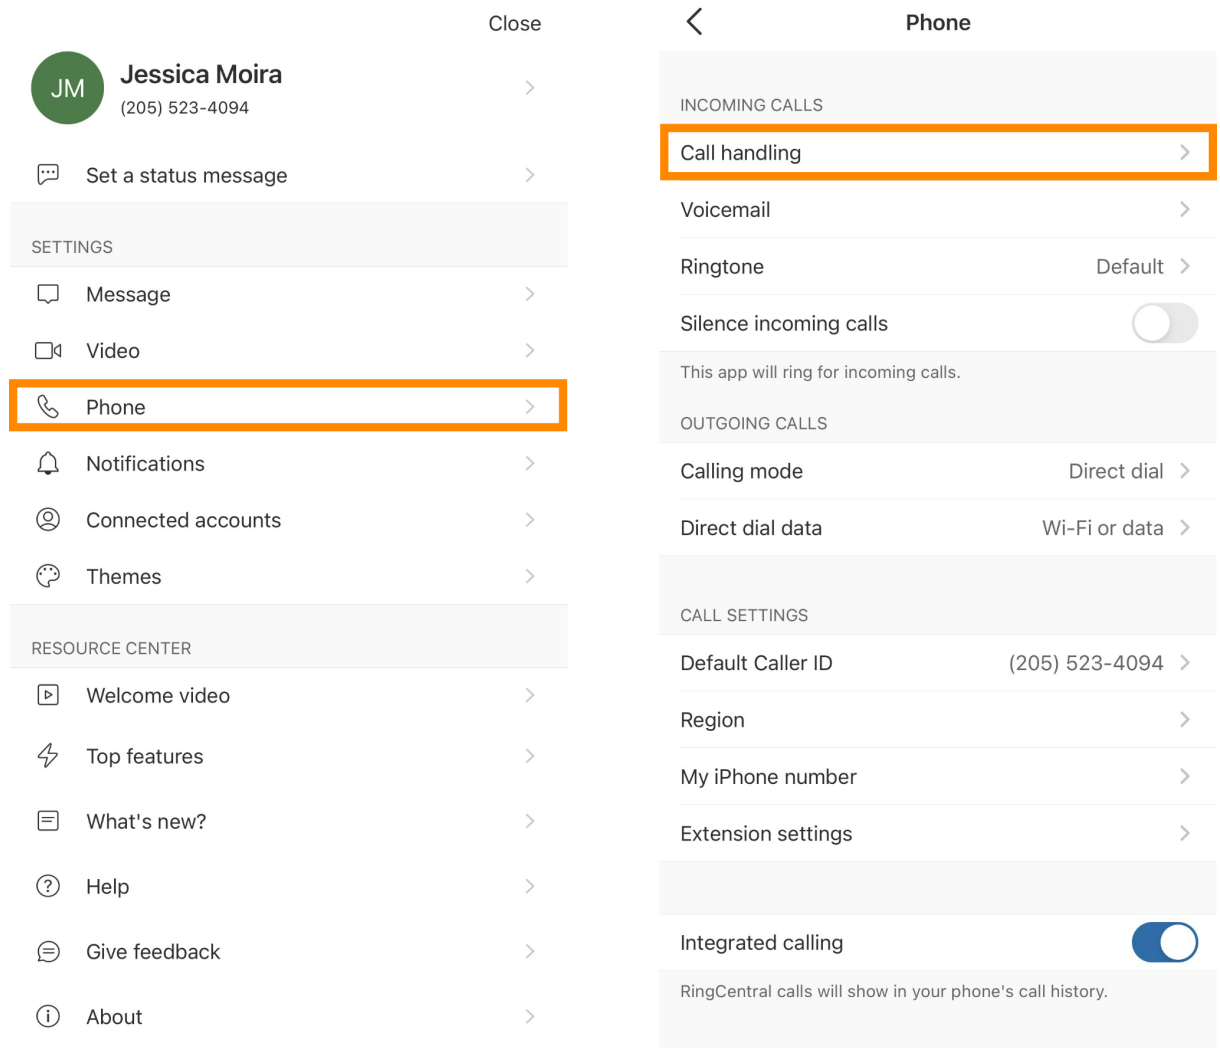 Close
JM
Jessica Moira
(205) 523-4094
Set a status message
SETTINGS
Message
Video
Phone
Notifications
Connected accounts
Themes
RESOURCE CENTER
Welcome video
Top features
What's new?
Help
Give feedback
About
Phone
INCOMING CALLS
Call handling
Voicemail
Ringtone Default
Silence incoming calls
This app will ring for incoming calls.
OUTGOING CALLS
Calling mode Direct dial
Direct dial data Wi-Fi or data
CALL SETTINGS
Default Caller ID (205) 523-4094
Region
My iPhone number
Extension settings
Integrated calling
RingCentral calls will show in your phone's call history.